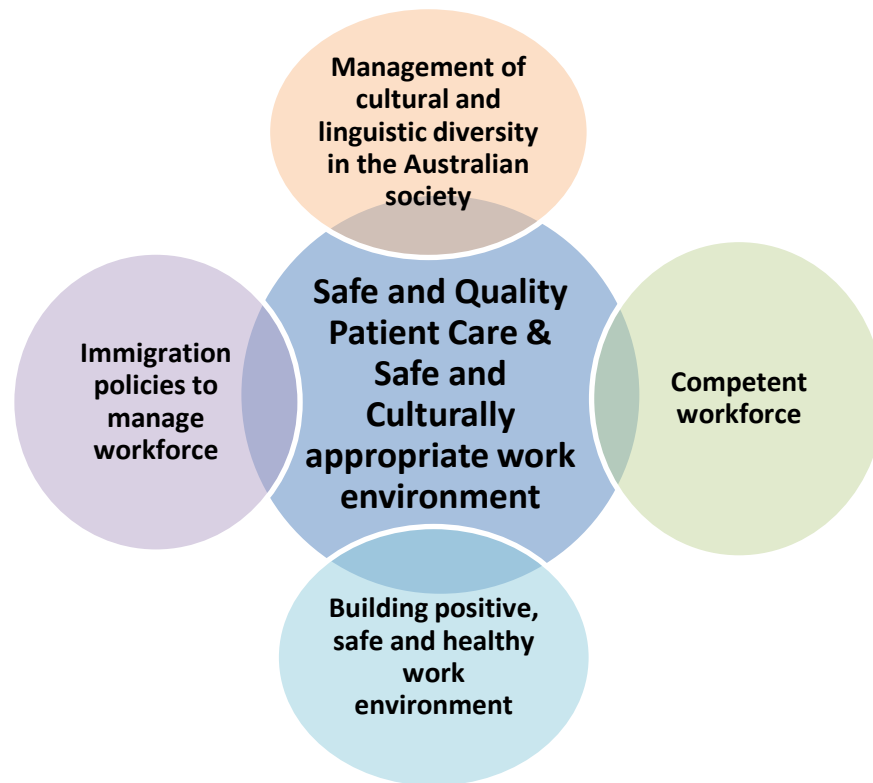 Management of
cultural and
linguistic diversity
in the Australian
society
Safe and Quality
Patient Care &
Safe and
Culturally
appropriate work
environment
Immigration
policies to
manage
workforce
Competent
workforce
Building positive,
safe and healthy
work
environment